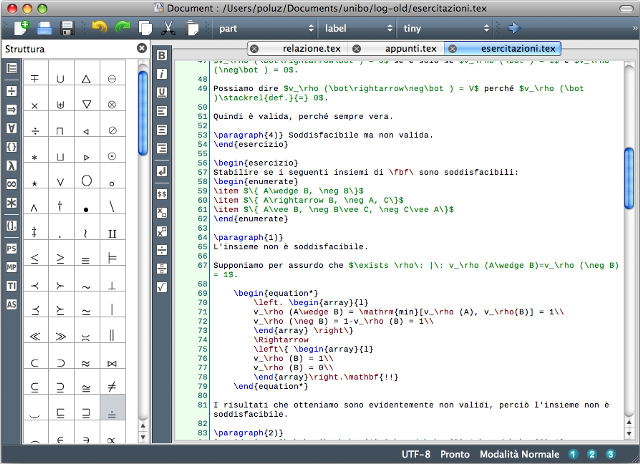 Document : /Users/poluz/Documents/unibo/log-old/esercitazioni.tex
part label tiny
Struttura
relazione.tex appunti.tex esercitazioni.tex
48
49 Possiamo dire $v_\rho (\bot\rightarrow\neg\bot ) = V$ perché $v_\rho (\bot
)\stackrel{def.}{=} 0$.
50
51 Quindi è valida, perché sempre vera.
52
53 \paragraph{4)} Soddisfacibile ma non valida.
54 \end{esercizio}
55
56 \begin{esercizio}
57 Stabilire se i seguenti insiemi di \fbf\ sono soddisfacibili:
58 \begin{enumerate}
59 \item $\{ A\wedge B, \neg B\}$
60 \item $\{ A\rightarrow B, \neg A, C\}$
61 \item $\{ A\vee B, \neg B\vee C, \neg C\vee A\}$
62 \end{enumerate}
63
64 \paragraph{1)}
65 L'insieme non è soddisfacibile.
66
67 Supponiamo per assurdo che $\exists \rho\: |\: v_\rho (A\wedge B)=v_\rho (\neg B)
= 1$.
68
69 \begin{equation*}
70 \left. \begin{array}{l}
71 v_\rho (A\wedge B) = \mathrm{min}[v_\rho (A), v_\rho(B)] = 1\\
72 v_\rho (\neg B) = 1-v_\rho (B) = 1\\
73 \end{array} \right\}
74 \Rightarrow
75 \left\{ \begin{array}{l}
76 v_\rho (B) = 1\\
77 v_\rho (B) = 0\\
78 \end{array}\right.\mathbf{!!}
79 \end{equation*}
80
81 I risultati che otteniamo sono evidentemente non validi, perciò l'insieme non è
soddisfacibile.
82
83 \paragraph{2)}
UTF-8 Pronto Modalità Normale 1 2 3